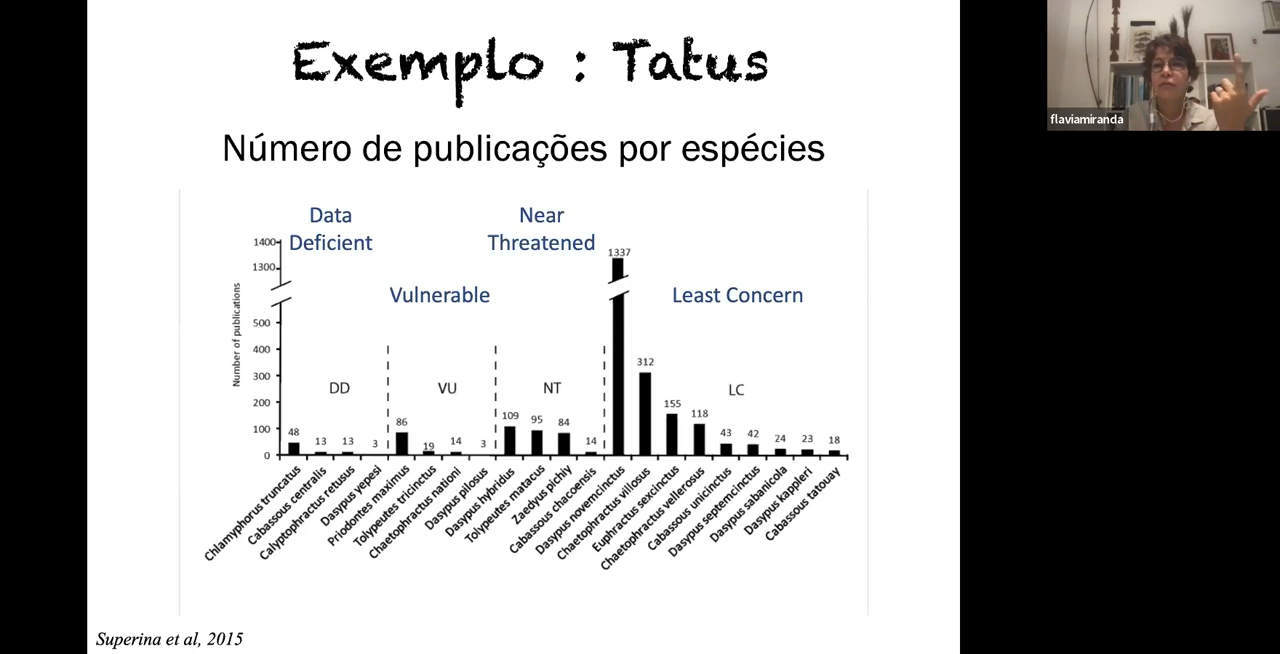 Exemplo : Tatus
flaviamiranda
Número de publicações por espécies
Data
Deficient
Near
Threatened
Vulnerable
Least Concern
Number of publications
1400
1300
500
400
300
200
100
0
DD
VU
NT
LC
48
13
13
3
86
19
14
3
109
95
84
14
1337
312
155
118
43
42
24
23
18
Chlamyphorus truncatus
Cabassous centralis
Calyptophractus retusus
Dasypus yepesi
Priodontes maximus
Tolypeutes tricinctus
Chaetophractus nationi
Dasypus pilosus
Dasypus hybridus
Tolypeutes matacus
Zaedyus pichiy
Cabassous chacoensis
Dasypus novemcinctus
Chaetophractus villosus
Euphractus sexcinctus
Chaetophractus vellerosus
Cabassous unicinctus
Dasypus septemcinctus
Dasypus sabanicola
Dasypus kappleri
Cabassous tatouay
Superina et al, 2015